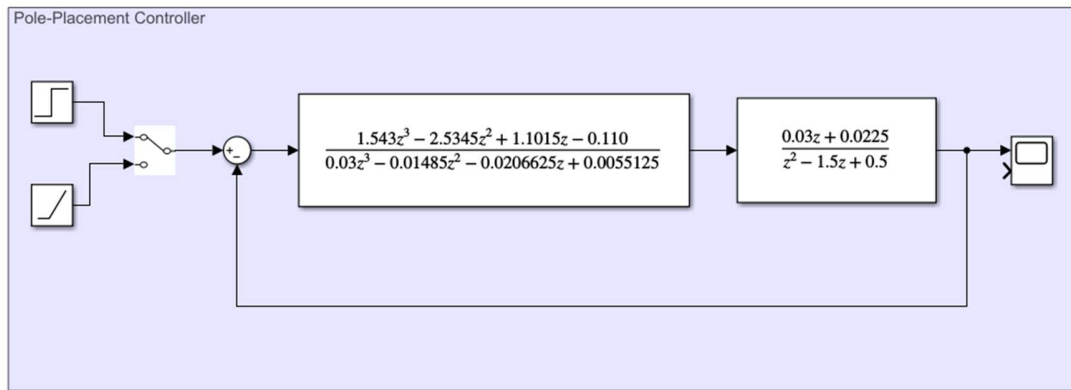 Pole-Placement Controller
1.543z³ − 2.5345z² + 1.1015z − 0.110
0.03z³ − 0.01485z² − 0.0206625z + 0.0055125
0.03z + 0.0225
z² − 1.5z + 0.5
+
−